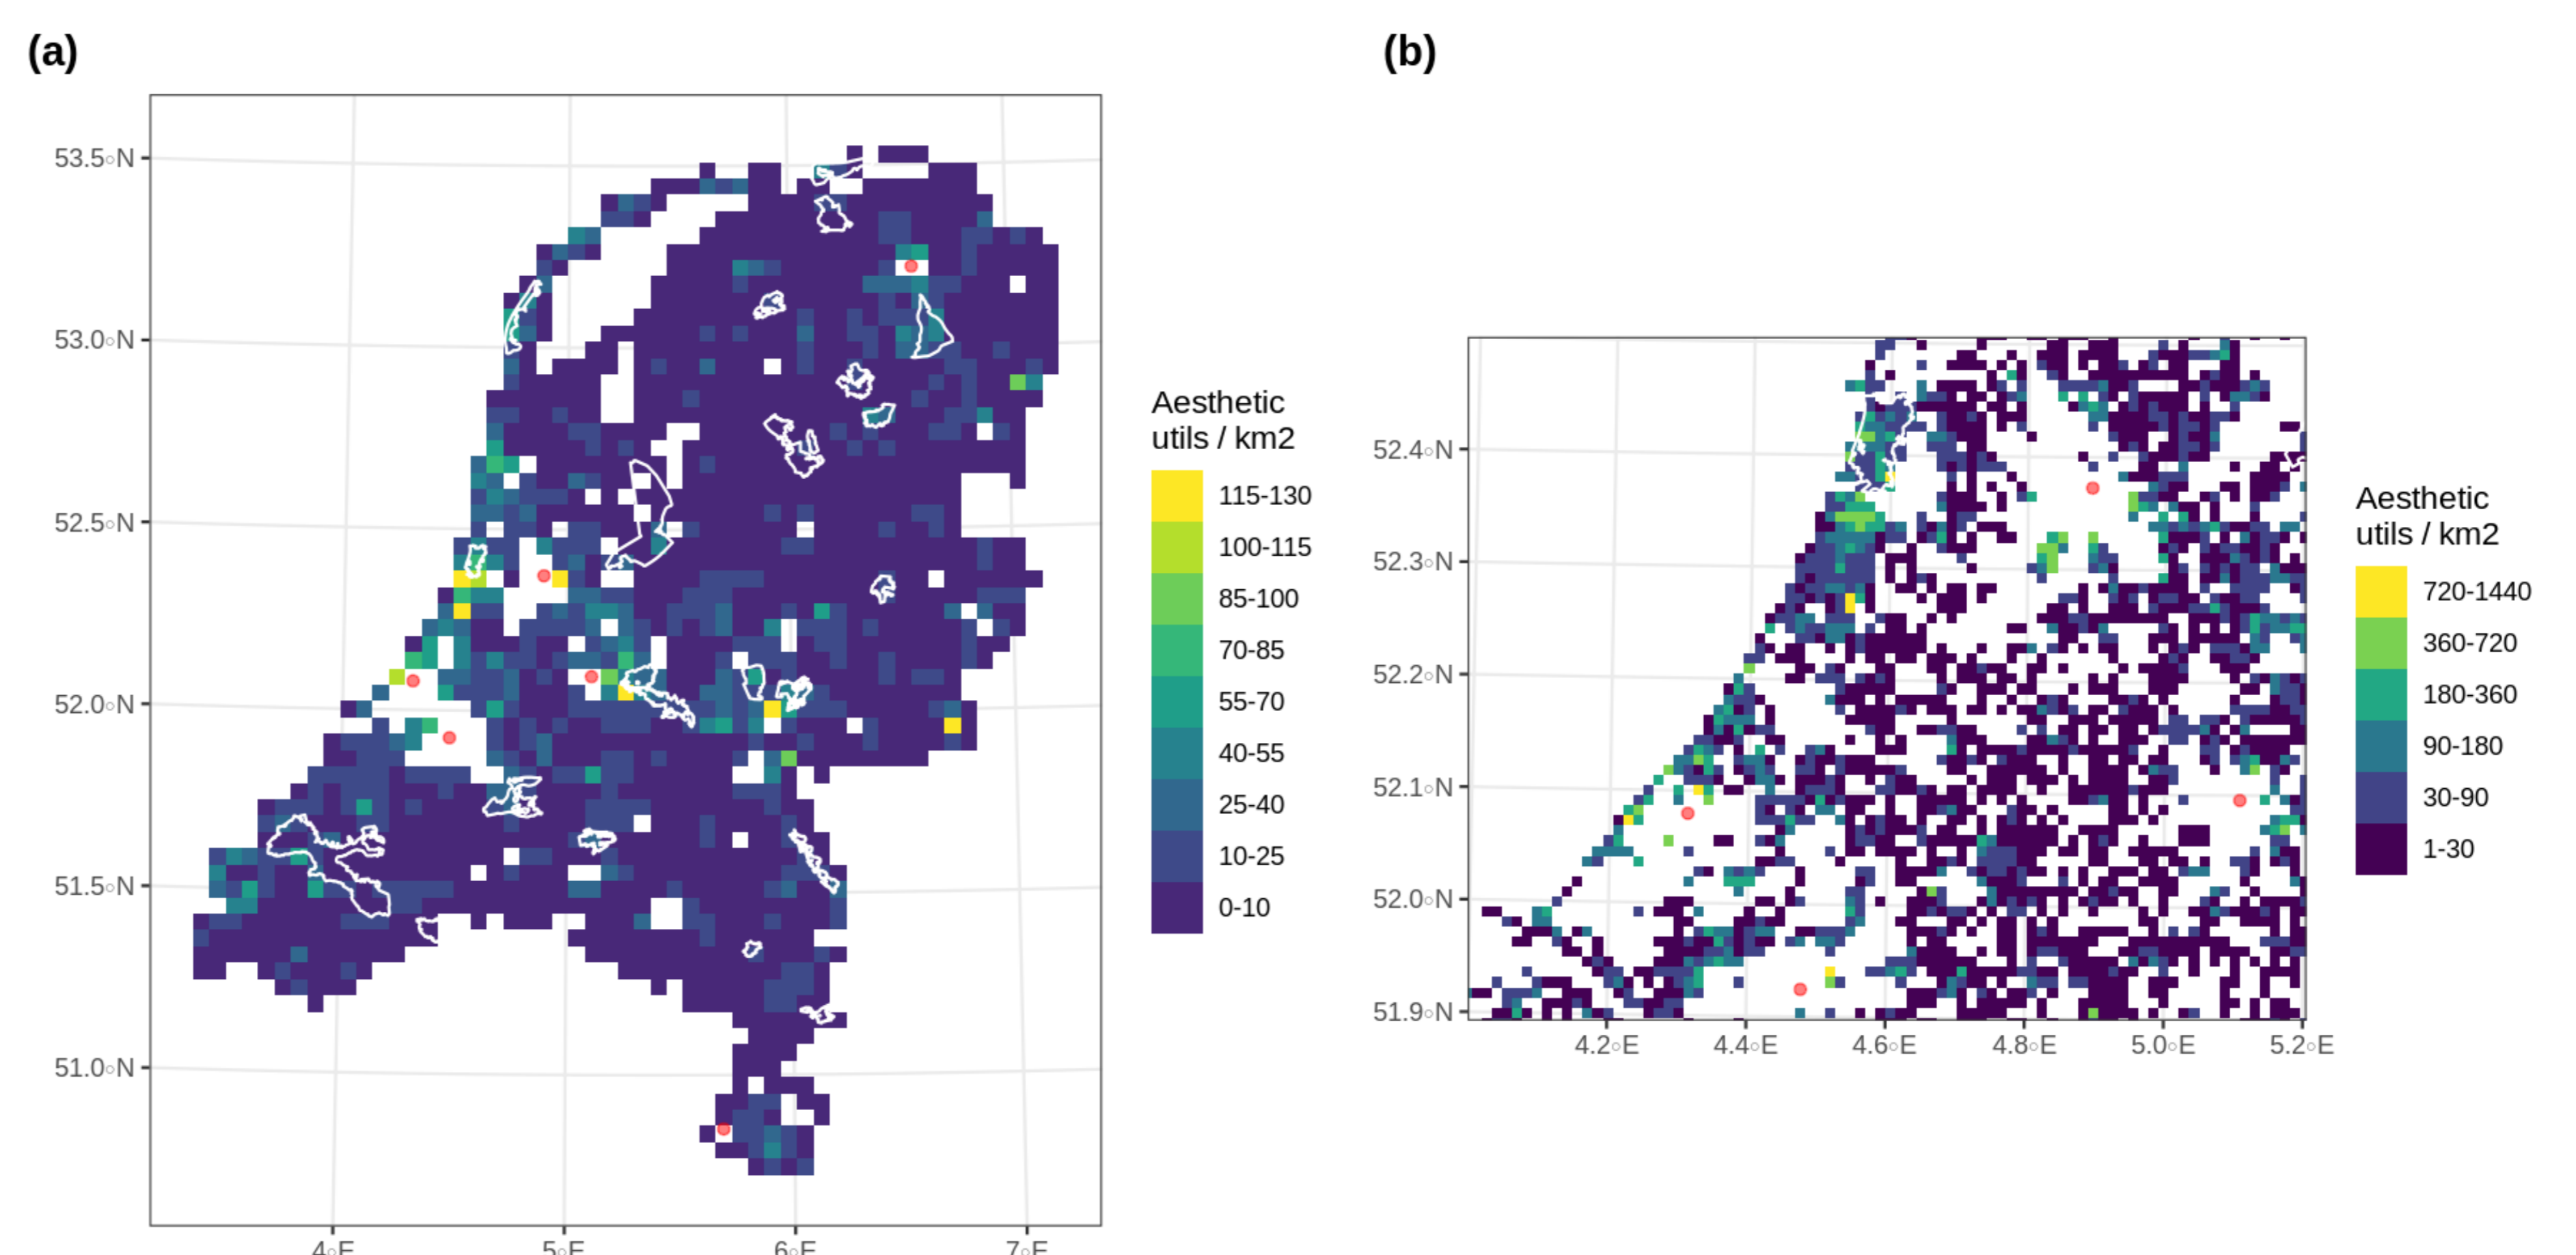 (a)
(b)
53.5◦N
53.0◦N
52.5◦N
52.0◦N
51.5◦N
51.0◦N
4◦E
5◦E
6◦E
7◦E
Aesthetic
utils / km2
115-130
100-115
85-100
70-85
55-70
40-55
25-40
10-25
0-10
52.4◦N
52.3◦N
52.2◦N
52.1◦N
52.0◦N
51.9◦N
4.2◦E
4.4◦E
4.6◦E
4.8◦E
5.0◦E
5.2◦E
Aesthetic
utils / km2
720-1440
360-720
180-360
90-180
30-90
1-30